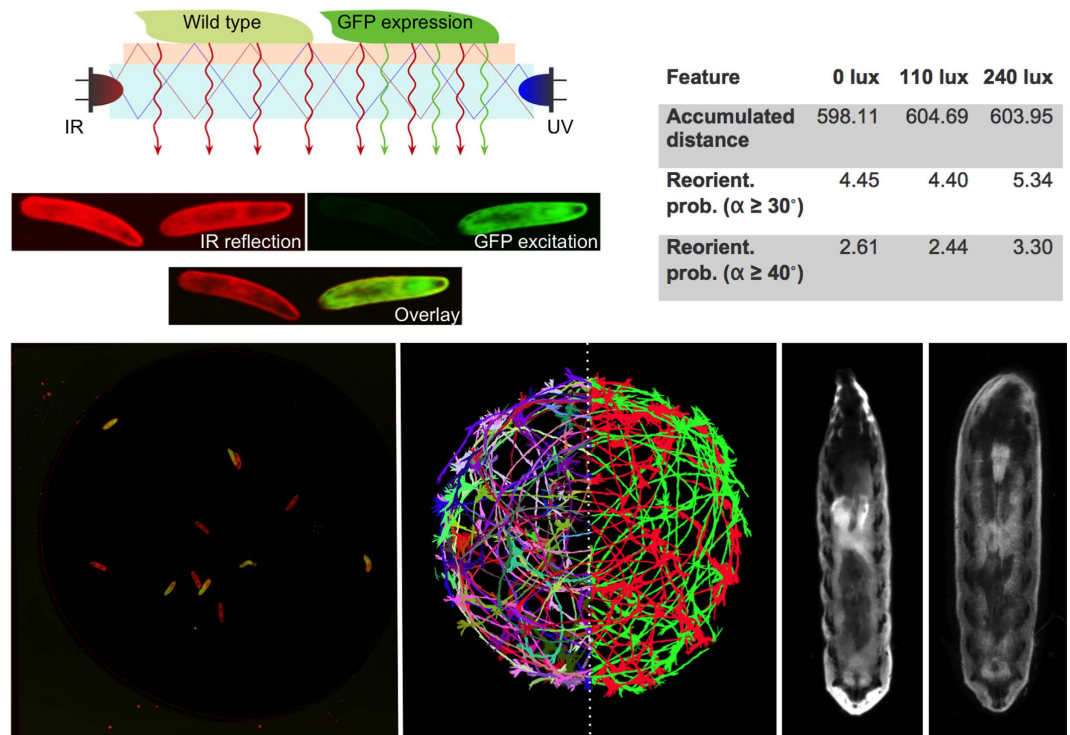 Wild type
GFP expression
IR
UV
IR reflection
GFP excitation
Overlay
Feature 0 lux 110 lux 240 lux
Accumulated 598.11 604.69 603.95
distance
Reorient. 4.45 4.40 5.34
prob. (α ≥ 30°)
Reorient. 2.61 2.44 3.30
prob. (α ≥ 40°)